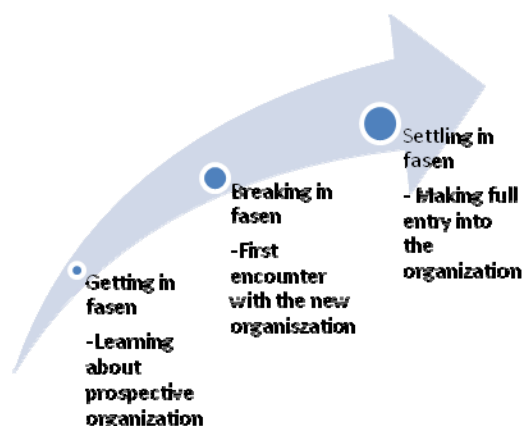 Getting in
fasen
-Learning
about
prospective
organization
Breaking in
fasen
-First
encounter
with the new
organiszation
Settling in
fasen
- Making full
entry into
the
organization